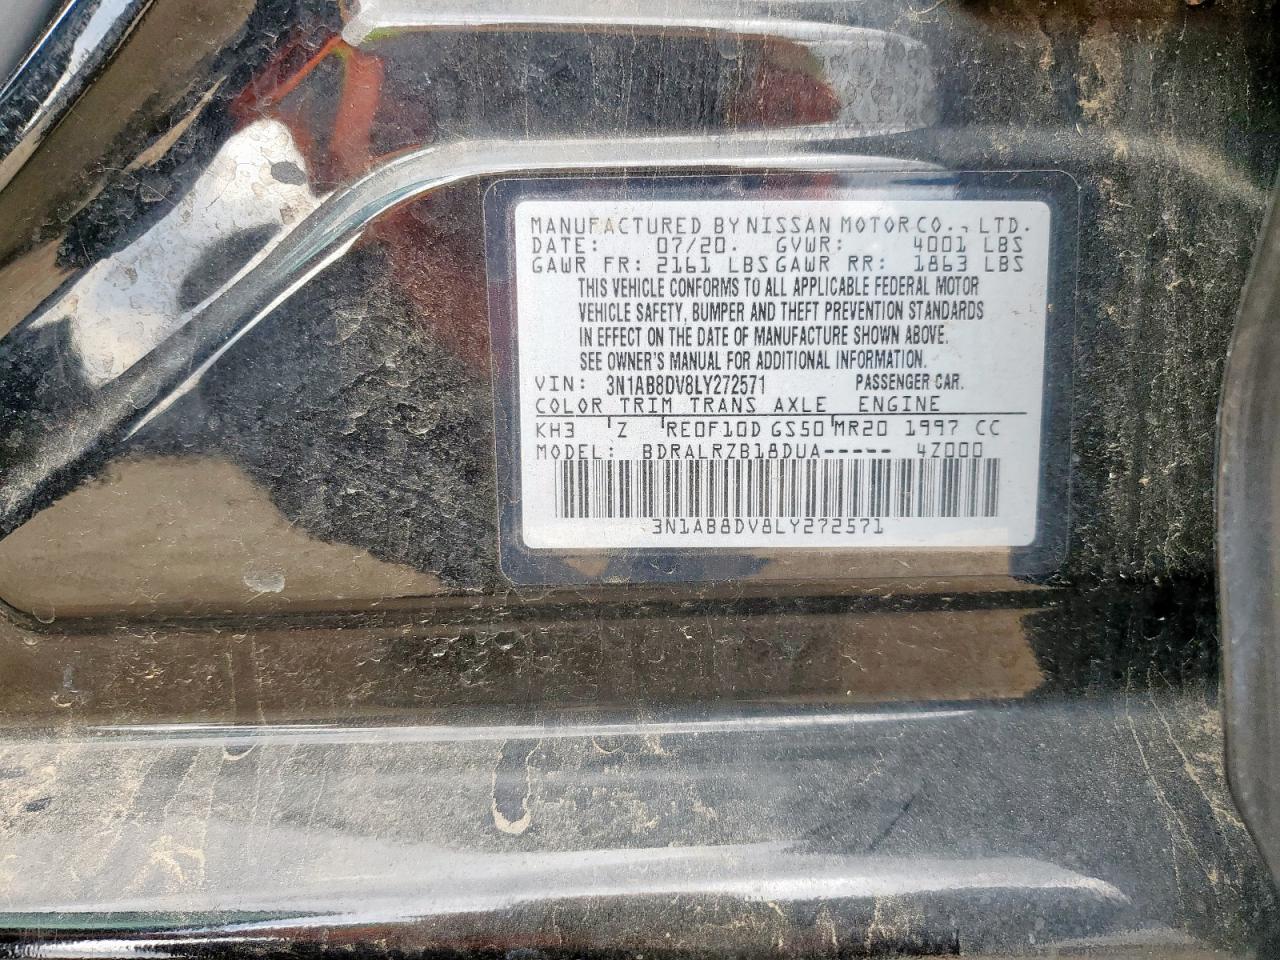 MANUFACTURED BY NISSAN MOTOR CO., LTD.
DATE: 07/20. GVWR: 4001 LBS
GAWR FR: 2161 LBS GAWR RR: 1863 LBS
THIS VEHICLE CONFORMS TO ALL APPLICABLE FEDERAL MOTOR
VEHICLE SAFETY, BUMPER AND THEFT PREVENTION STANDARDS
IN EFFECT ON THE DATE OF MANUFACTURE SHOWN ABOVE.
SEE OWNER'S MANUAL FOR ADDITIONAL INFORMATION.
VIN: 3N1AB8DV8LY272571 PASSENGER CAR.
COLOR TRIM TRANS AXLE ENGINE
KH3 Z RE0F10D GS50 MR20 1997 CC
MODEL: BDRALRZB18DUA----- 4Z000
3N1AB8DV8LY272571